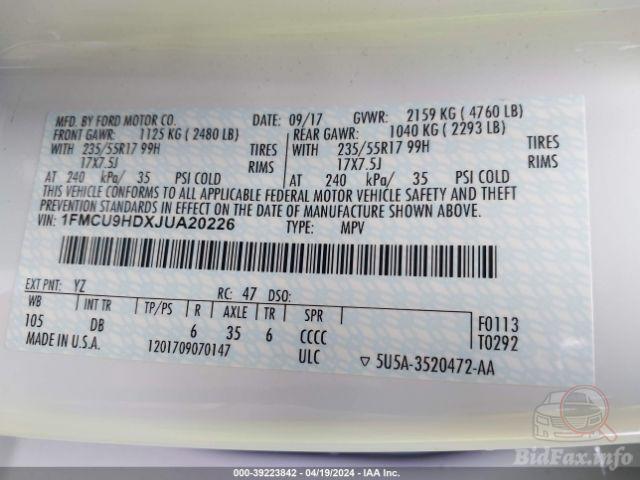 MFD. BY FORD MOTOR CO. DATE: 09/17 GVWR: 2159 KG ( 4760 LB)
FRONT GAWR: 1125 KG ( 2480 LB) REAR GAWR: 1040 KG ( 2293 LB)
WITH 235/55R17 99H TIRES WITH 235/55R17 99H TIRES
17X7.5J RIMS 17X7.5J RIMS
AT 240 kPa/ 35 PSI COLD AT 240 kPa/ 35 PSI COLD
THIS VEHICLE CONFORMS TO ALL APPLICABLE FEDERAL MOTOR VEHICLE SAFETY AND THEFT
PREVENTION STANDARDS IN EFFECT ON THE DATE OF MANUFACTURE SHOWN ABOVE.
VIN: 1FMCU9HDXJUA20226 TYPE: MPV
EXT PNT: YZ RC: 47 DSO:
WB INT TR TP/PS R AXLE TR SPR F0113
105 DB 6 35 6 CCCC T0292
MADE IN U.S.A. 1201709070147 ULC ▽ 5U5A-3520472-AA
BidFax.info
000-39223842 - 04/19/2024 - IAA Inc.